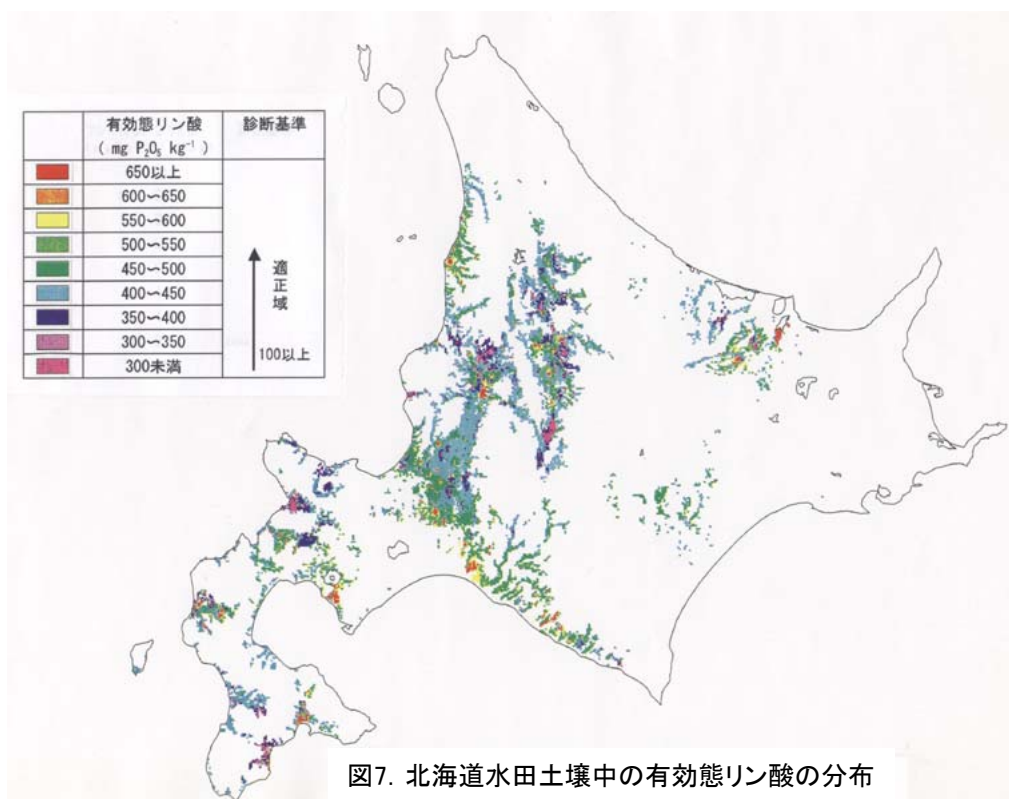 有効態リン酸 診断基準
( mg P₂O₅ kg⁻¹ )
650以上
600〜650
550〜600
500〜550
450〜500
400〜450
350〜400
300〜350
300未満
適正域
100以上
図7. 北海道水田土壌中の有効態リン酸の分布